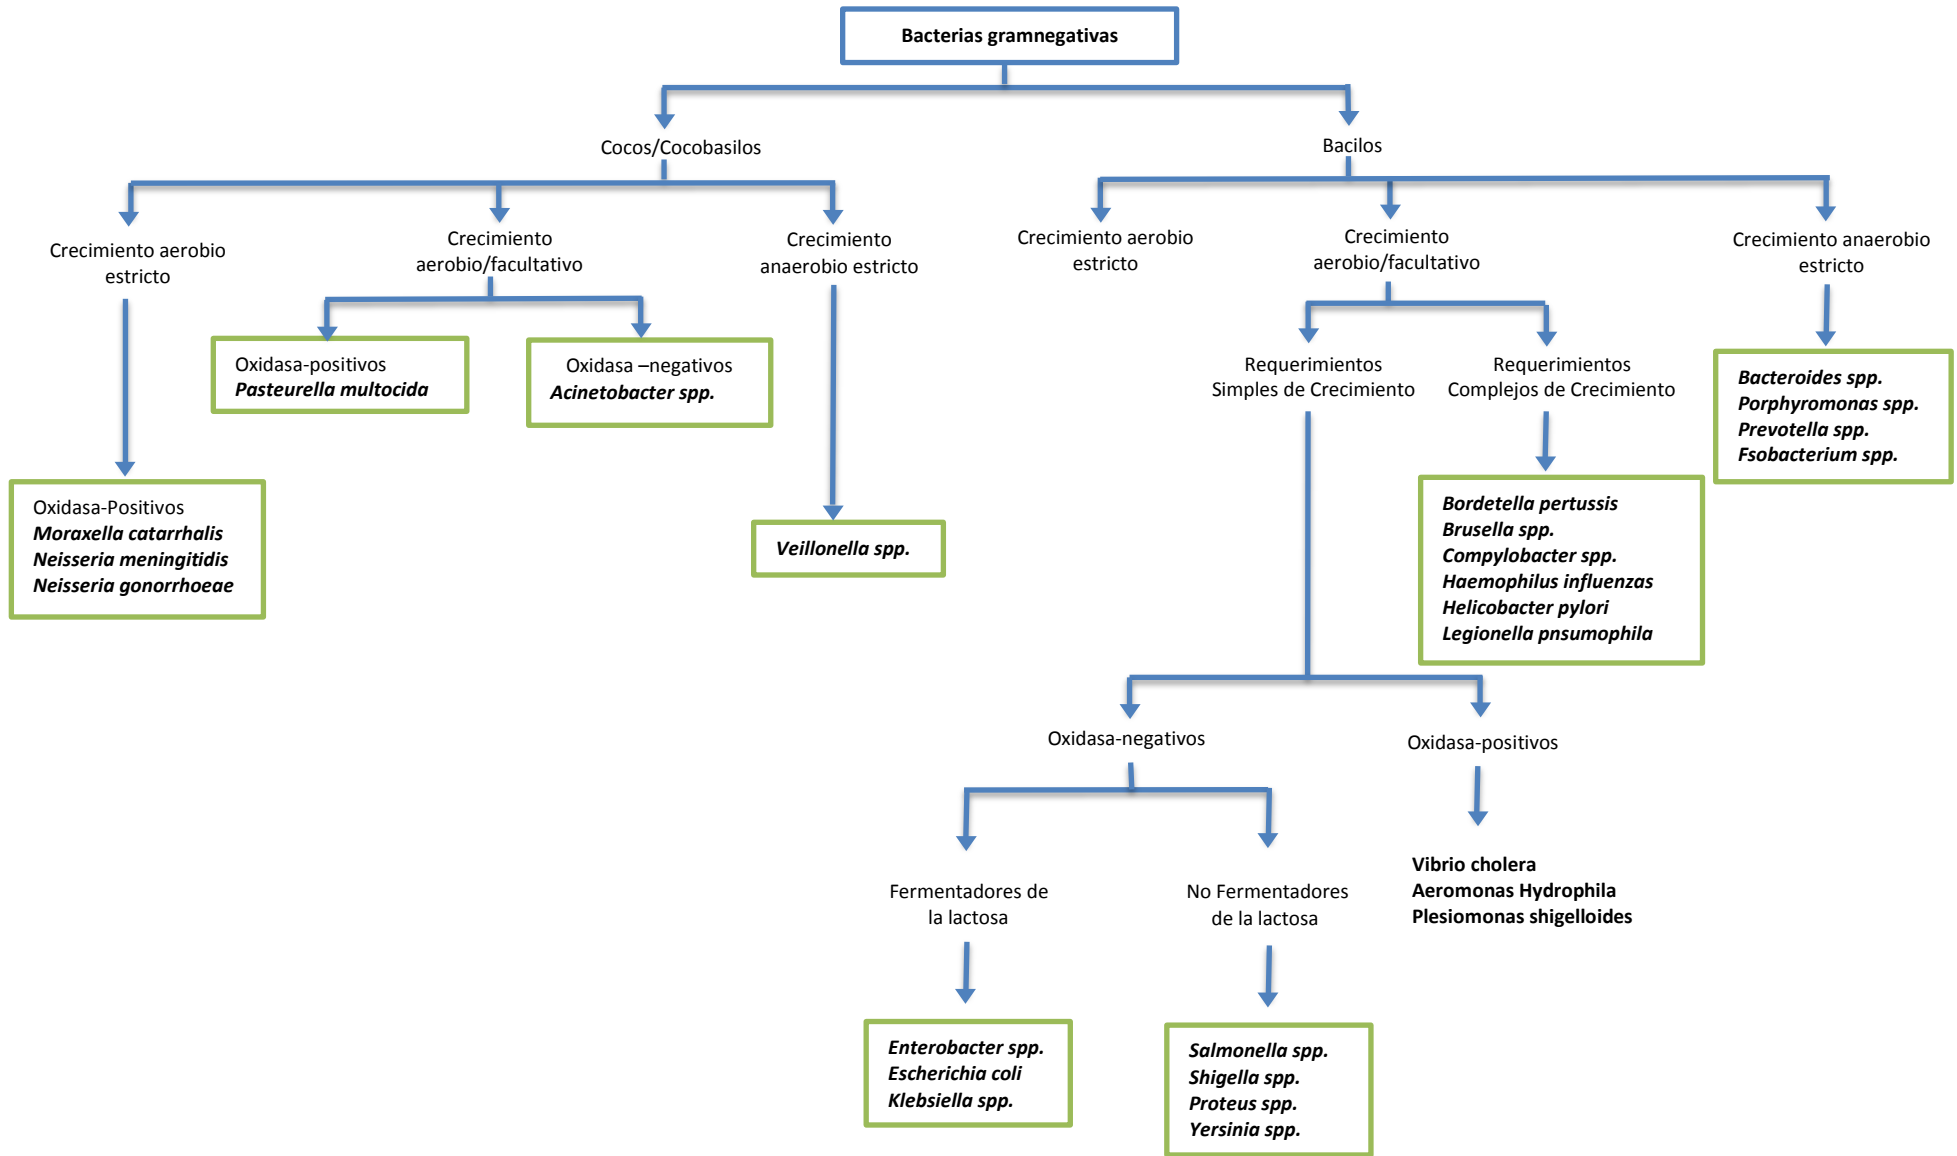 Bacterias gramnegativas
Cocos/Cocobasilos
Bacilos
Crecimiento aerobio
estricto
Crecimiento
aerobio/facultativo
Crecimiento
anaerobio estricto
Crecimiento aerobio
estricto
Crecimiento
aerobio/facultativo
Crecimiento anaerobio
estricto
Oxidasa-positivos
Pasteurella multocida
Oxidasa –negativos
Acinetobacter spp.
Requerimientos
Simples de Crecimiento
Requerimientos
Complejos de Crecimiento
Bacteroides spp.
Porphyromonas spp.
Prevotella spp.
Fsobacterium spp.
Oxidasa-Positivos
Moraxella catarrhalis
Neisseria meningitidis
Neisseria gonorrhoeae
Veillonella spp.
Bordetella pertussis
Brusella spp.
Compylobacter spp.
Haemophilus influenzas
Helicobacter pylori
Legionella pnsumophila
Oxidasa-negativos
Oxidasa-positivos
Fermentadores de
la lactosa
No Fermentadores
de la lactosa
Vibrio cholera
Aeromonas Hydrophila
Plesiomonas shigelloides
Enterobacter spp.
Escherichia coli
Klebsiella spp.
Salmonella spp.
Shigella spp.
Proteus spp.
Yersinia spp.